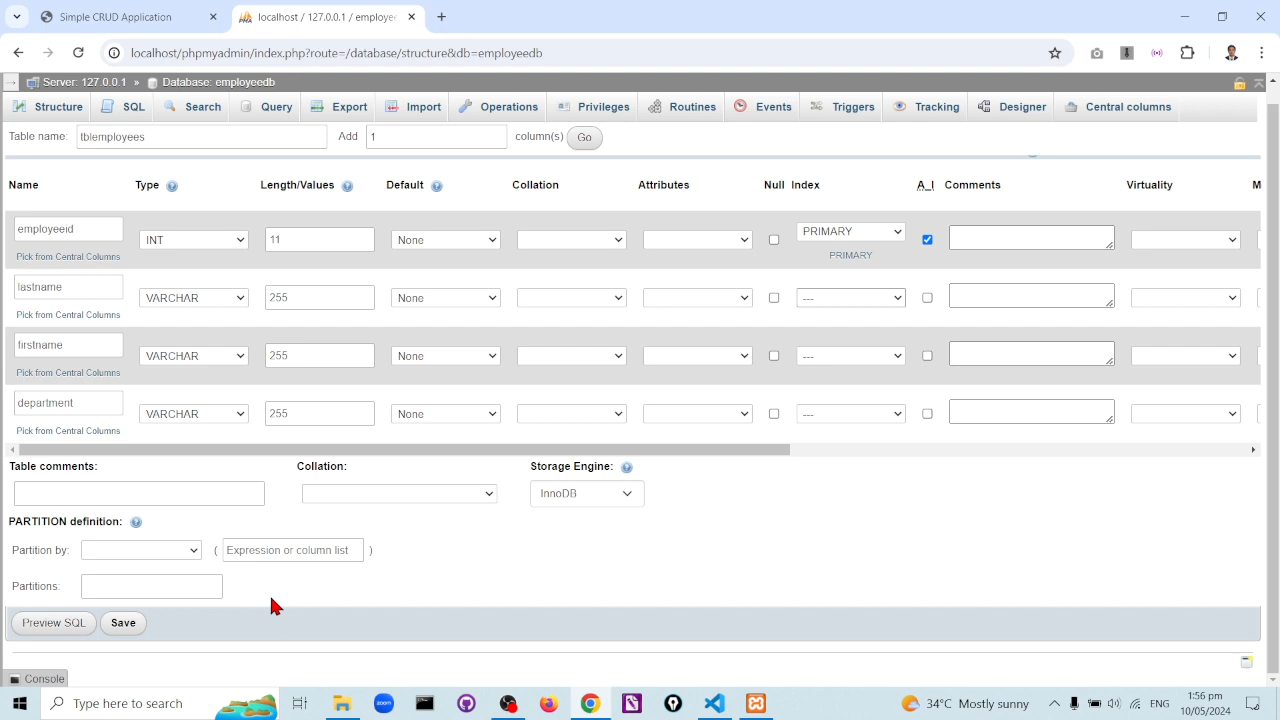 Simple CRUD Application
localhost / 127.0.0.1 / employee
localhost/phpmyadmin/index.php?route=/database/structure&db=employeedb
Server: 127.0.0.1 » Database: employeedb
Structure SQL Search Query Export Import Operations Privileges Routines Events Triggers Tracking Designer Central columns
Table name: tblemployees Add 1 column(s) Go
Name Type Length/Values Default Collation Attributes Null Index A_I Comments Virtuality M
employeeid INT 11 None PRIMARY
Pick from Central Columns PRIMARY
lastname VARCHAR 255 None ---
Pick from Central Columns
firstname VARCHAR 255 None ---
Pick from Central Columns
department VARCHAR 255 None ---
Pick from Central Columns
Table comments: Collation: Storage Engine:
InnoDB
PARTITION definition:
Partition by: ( Expression or column list )
Partitions:
Preview SQL Save
Console
Type here to search zoom 34°C Mostly sunny ENG 1:56 pm
10/05/2024